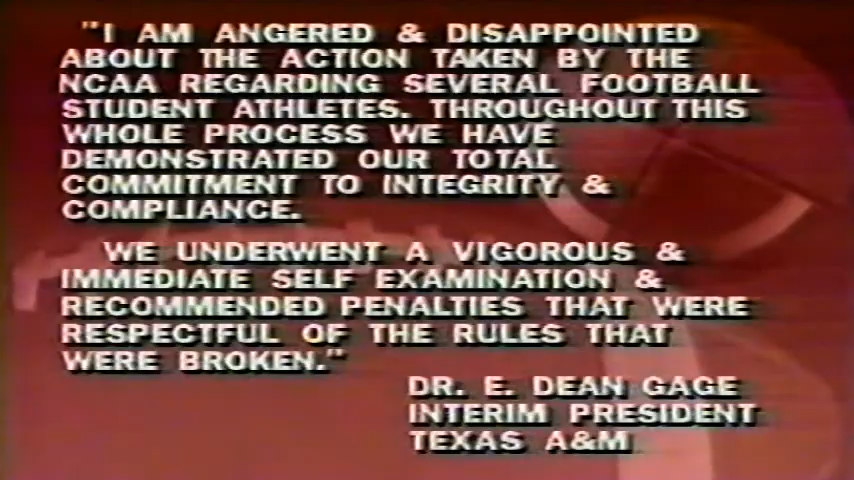 "I AM ANGERED & DISAPPOINTED
ABOUT THE ACTION TAKEN BY THE
NCAA REGARDING SEVERAL FOOTBALL
STUDENT ATHLETES. THROUGHOUT THIS
WHOLE PROCESS WE HAVE
DEMONSTRATED OUR TOTAL
COMMITMENT TO INTEGRITY &
COMPLIANCE.
WE UNDERWENT A VIGOROUS &
IMMEDIATE SELF EXAMINATION &
RECOMMENDED PENALTIES THAT WERE
RESPECTFUL OF THE RULES THAT
WERE BROKEN."
DR. E. DEAN GAGE
INTERIM PRESIDENT
TEXAS A&M